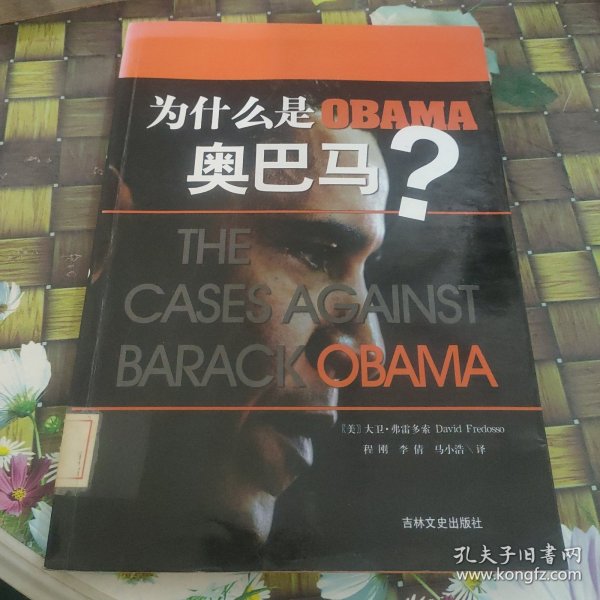 为什么是OBAMA
奥巴马?
THE
CASES AGAINST
BARACK OBAMA
〔美〕大卫·弗雷多索 David Fredosso
程刚 李倩 马小浩\译
吉林文史出版社
孔夫子旧书网
www.kongfz.com